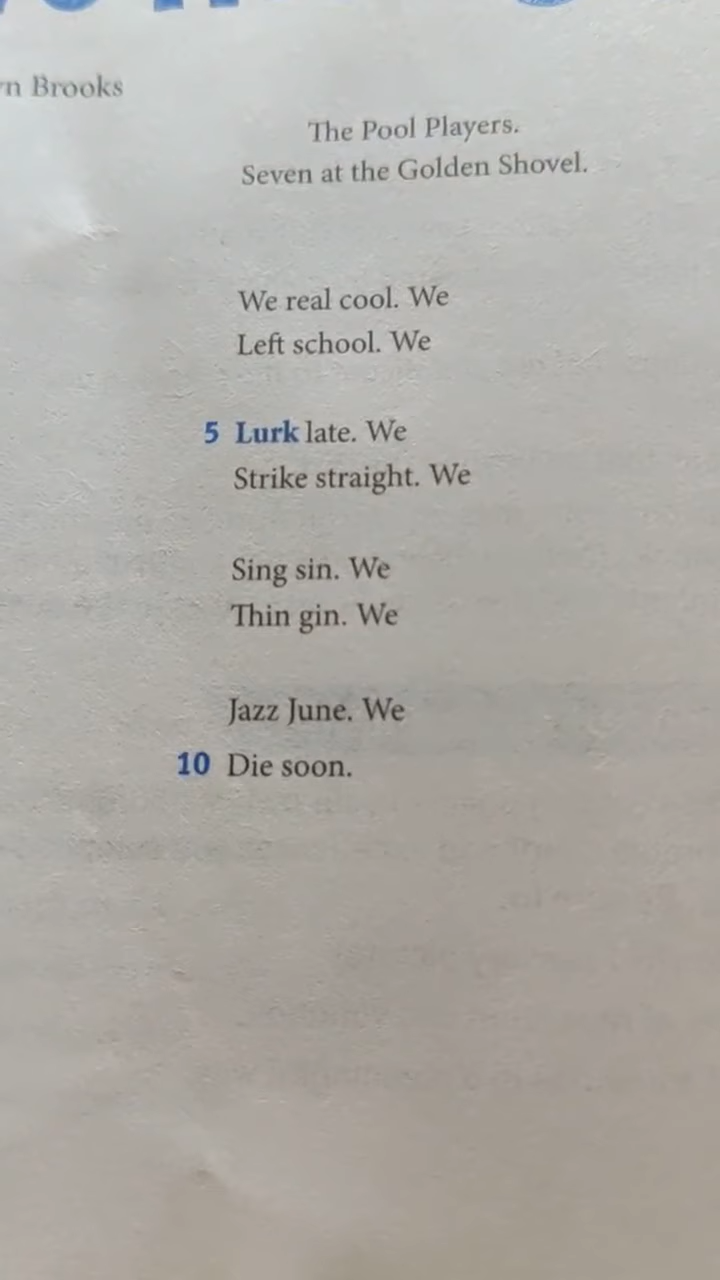 Brooks
The Pool Players.
Seven at the Golden Shovel.
We real cool. We
Left school. We
5 Lurk late. We
Strike straight. We
Sing sin. We
Thin gin. We
Jazz June. We
10 Die soon.